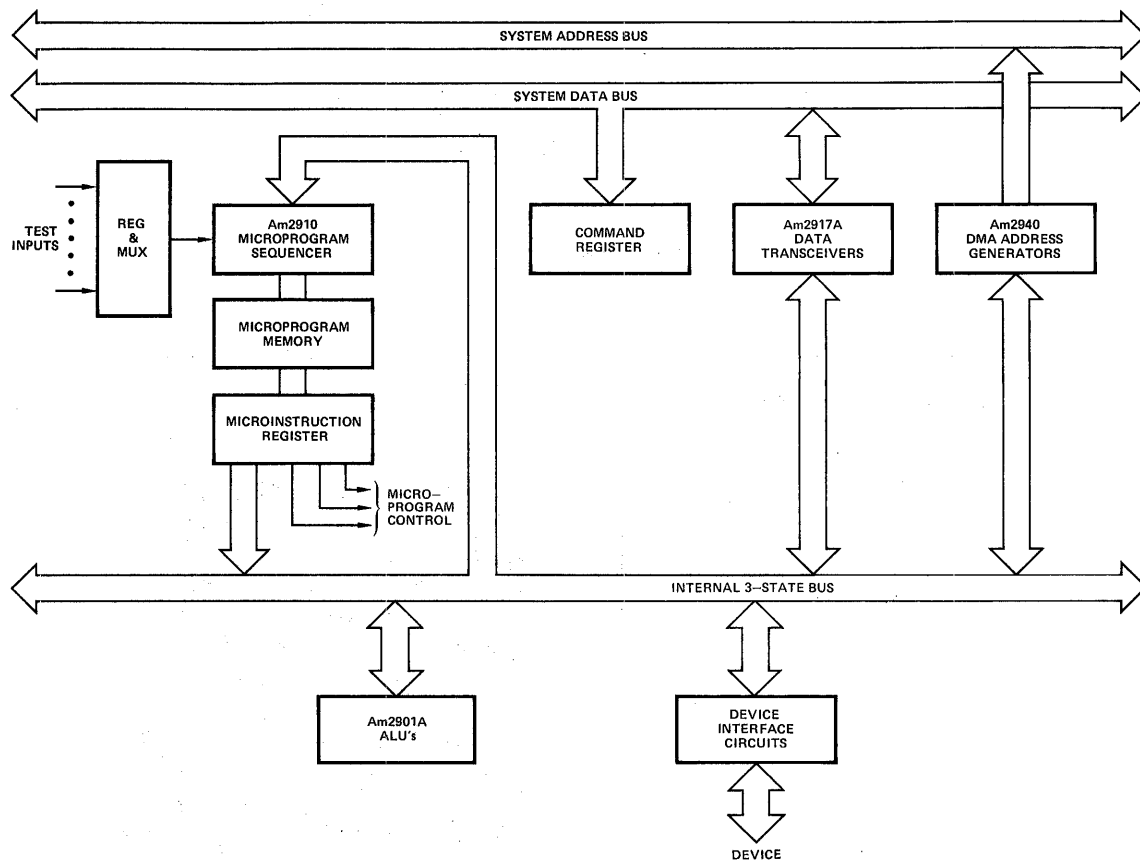 SYSTEM ADDRESS BUS
SYSTEM DATA BUS
TEST
INPUTS
REG
&
MUX
Am2910
MICROPROGRAM
SEQUENCER
COMMAND
REGISTER
Am2917A
DATA
TRANSCEIVERS
Am2940
DMA ADDRESS
GENERATORS
MICROPROGRAM
MEMORY
MICROINSTRUCTION
REGISTER
MICRO–
PROGRAM
CONTROL
INTERNAL 3–STATE BUS
Am2901A
ALU's
DEVICE
INTERFACE
CIRCUITS
DEVICE